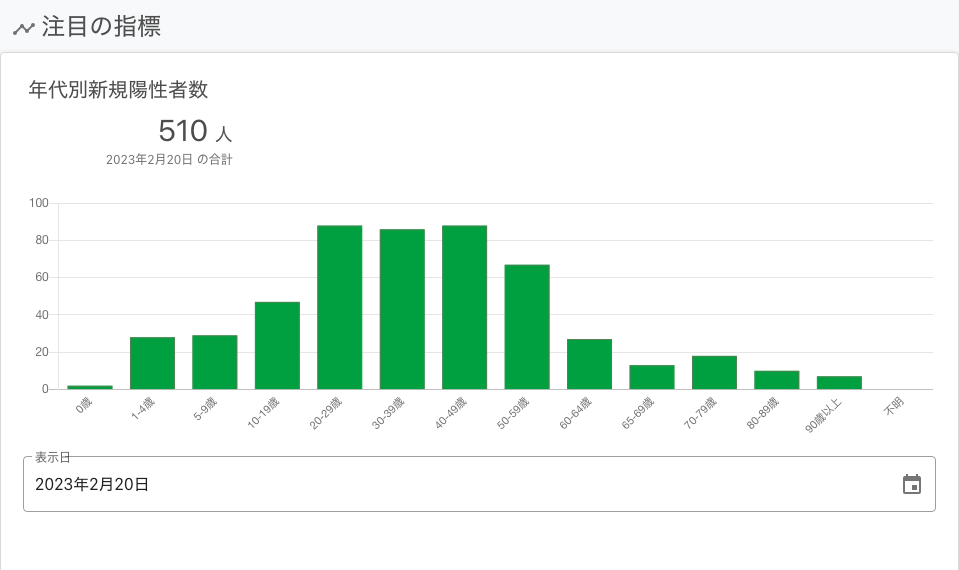 注目の指標
年代別新規陽性者数
510 人
2023年2月20日 の合計
100
80
60
40
20
0
0歳
1-4歳
5-9歳
10-19歳
20-29歳
30-39歳
40-49歳
50-59歳
60-64歳
65-69歳
70-79歳
80-89歳
90歳以上
不明
表示日
2023年2月20日